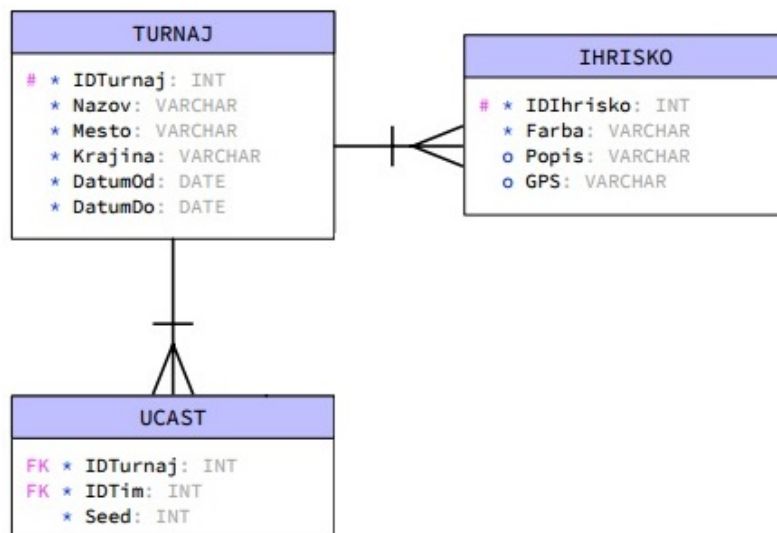 TURNAJ
# * IDTurnaj: INT
* Nazov: VARCHAR
* Mesto: VARCHAR
* Krajina: VARCHAR
* DatumOd: DATE
* DatumDo: DATE
IHRISKO
# * IDIhrisko: INT
* Farba: VARCHAR
o Popis: VARCHAR
o GPS: VARCHAR
UCAST
FK * IDTurnaj: INT
FK * IDTim: INT
* Seed: INT